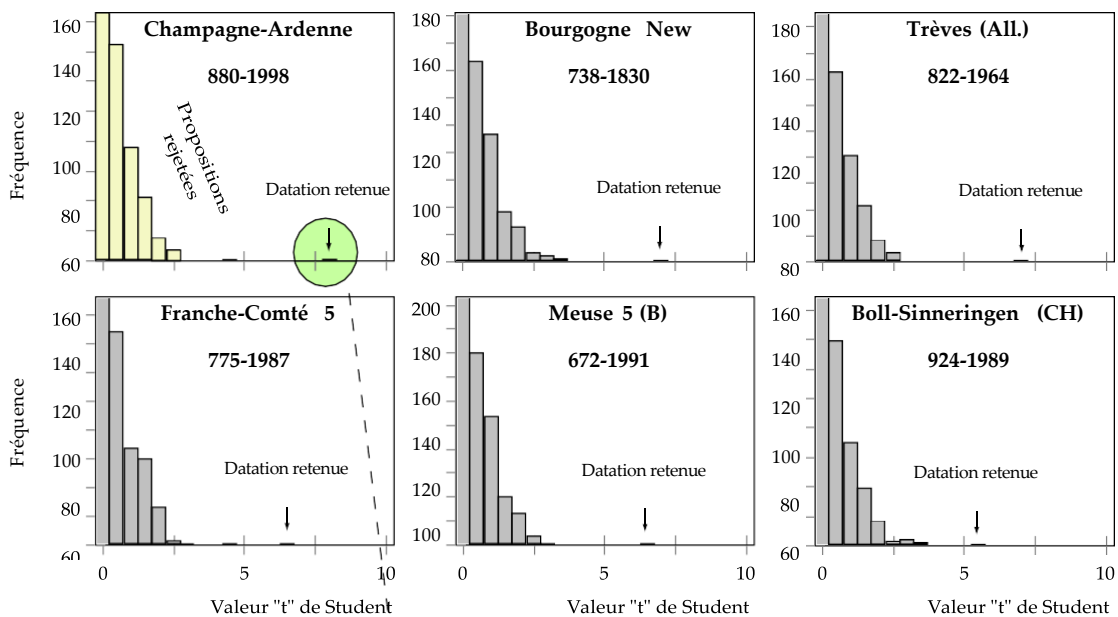 Champagne-Ardenne
880-1998
Propositions
rejetées
Datation retenue
Fréquence
160
140
120
100
80
60
Bourgogne New
738-1830
Datation retenue
180
160
140
120
100
80
Trèves (All.)
822-1964
Datation retenue
180
160
140
120
100
80
Franche-Comté 5
775-1987
Datation retenue
Fréquence
160
140
120
100
80
60
0 5 10
Valeur "t" de Student
Meuse 5 (B)
672-1991
Datation retenue
200
180
160
140
120
100
0 5 10
Valeur "t" de Student
Boll-Sinneringen (CH)
924-1989
Datation retenue
160
140
120
100
80
60
0 5 10
Valeur "t" de Student